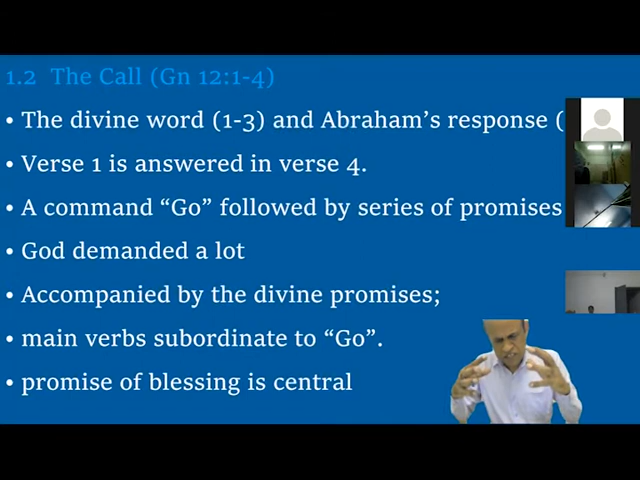 1.2 The Call (Gn 12:1-4)
• The divine word (1-3) and Abraham's response (
• Verse 1 is answered in verse 4.
• A command “Go” followed by series of promises
• God demanded a lot
• Accompanied by the divine promises;
• main verbs subordinate to “Go”.
• promise of blessing is central